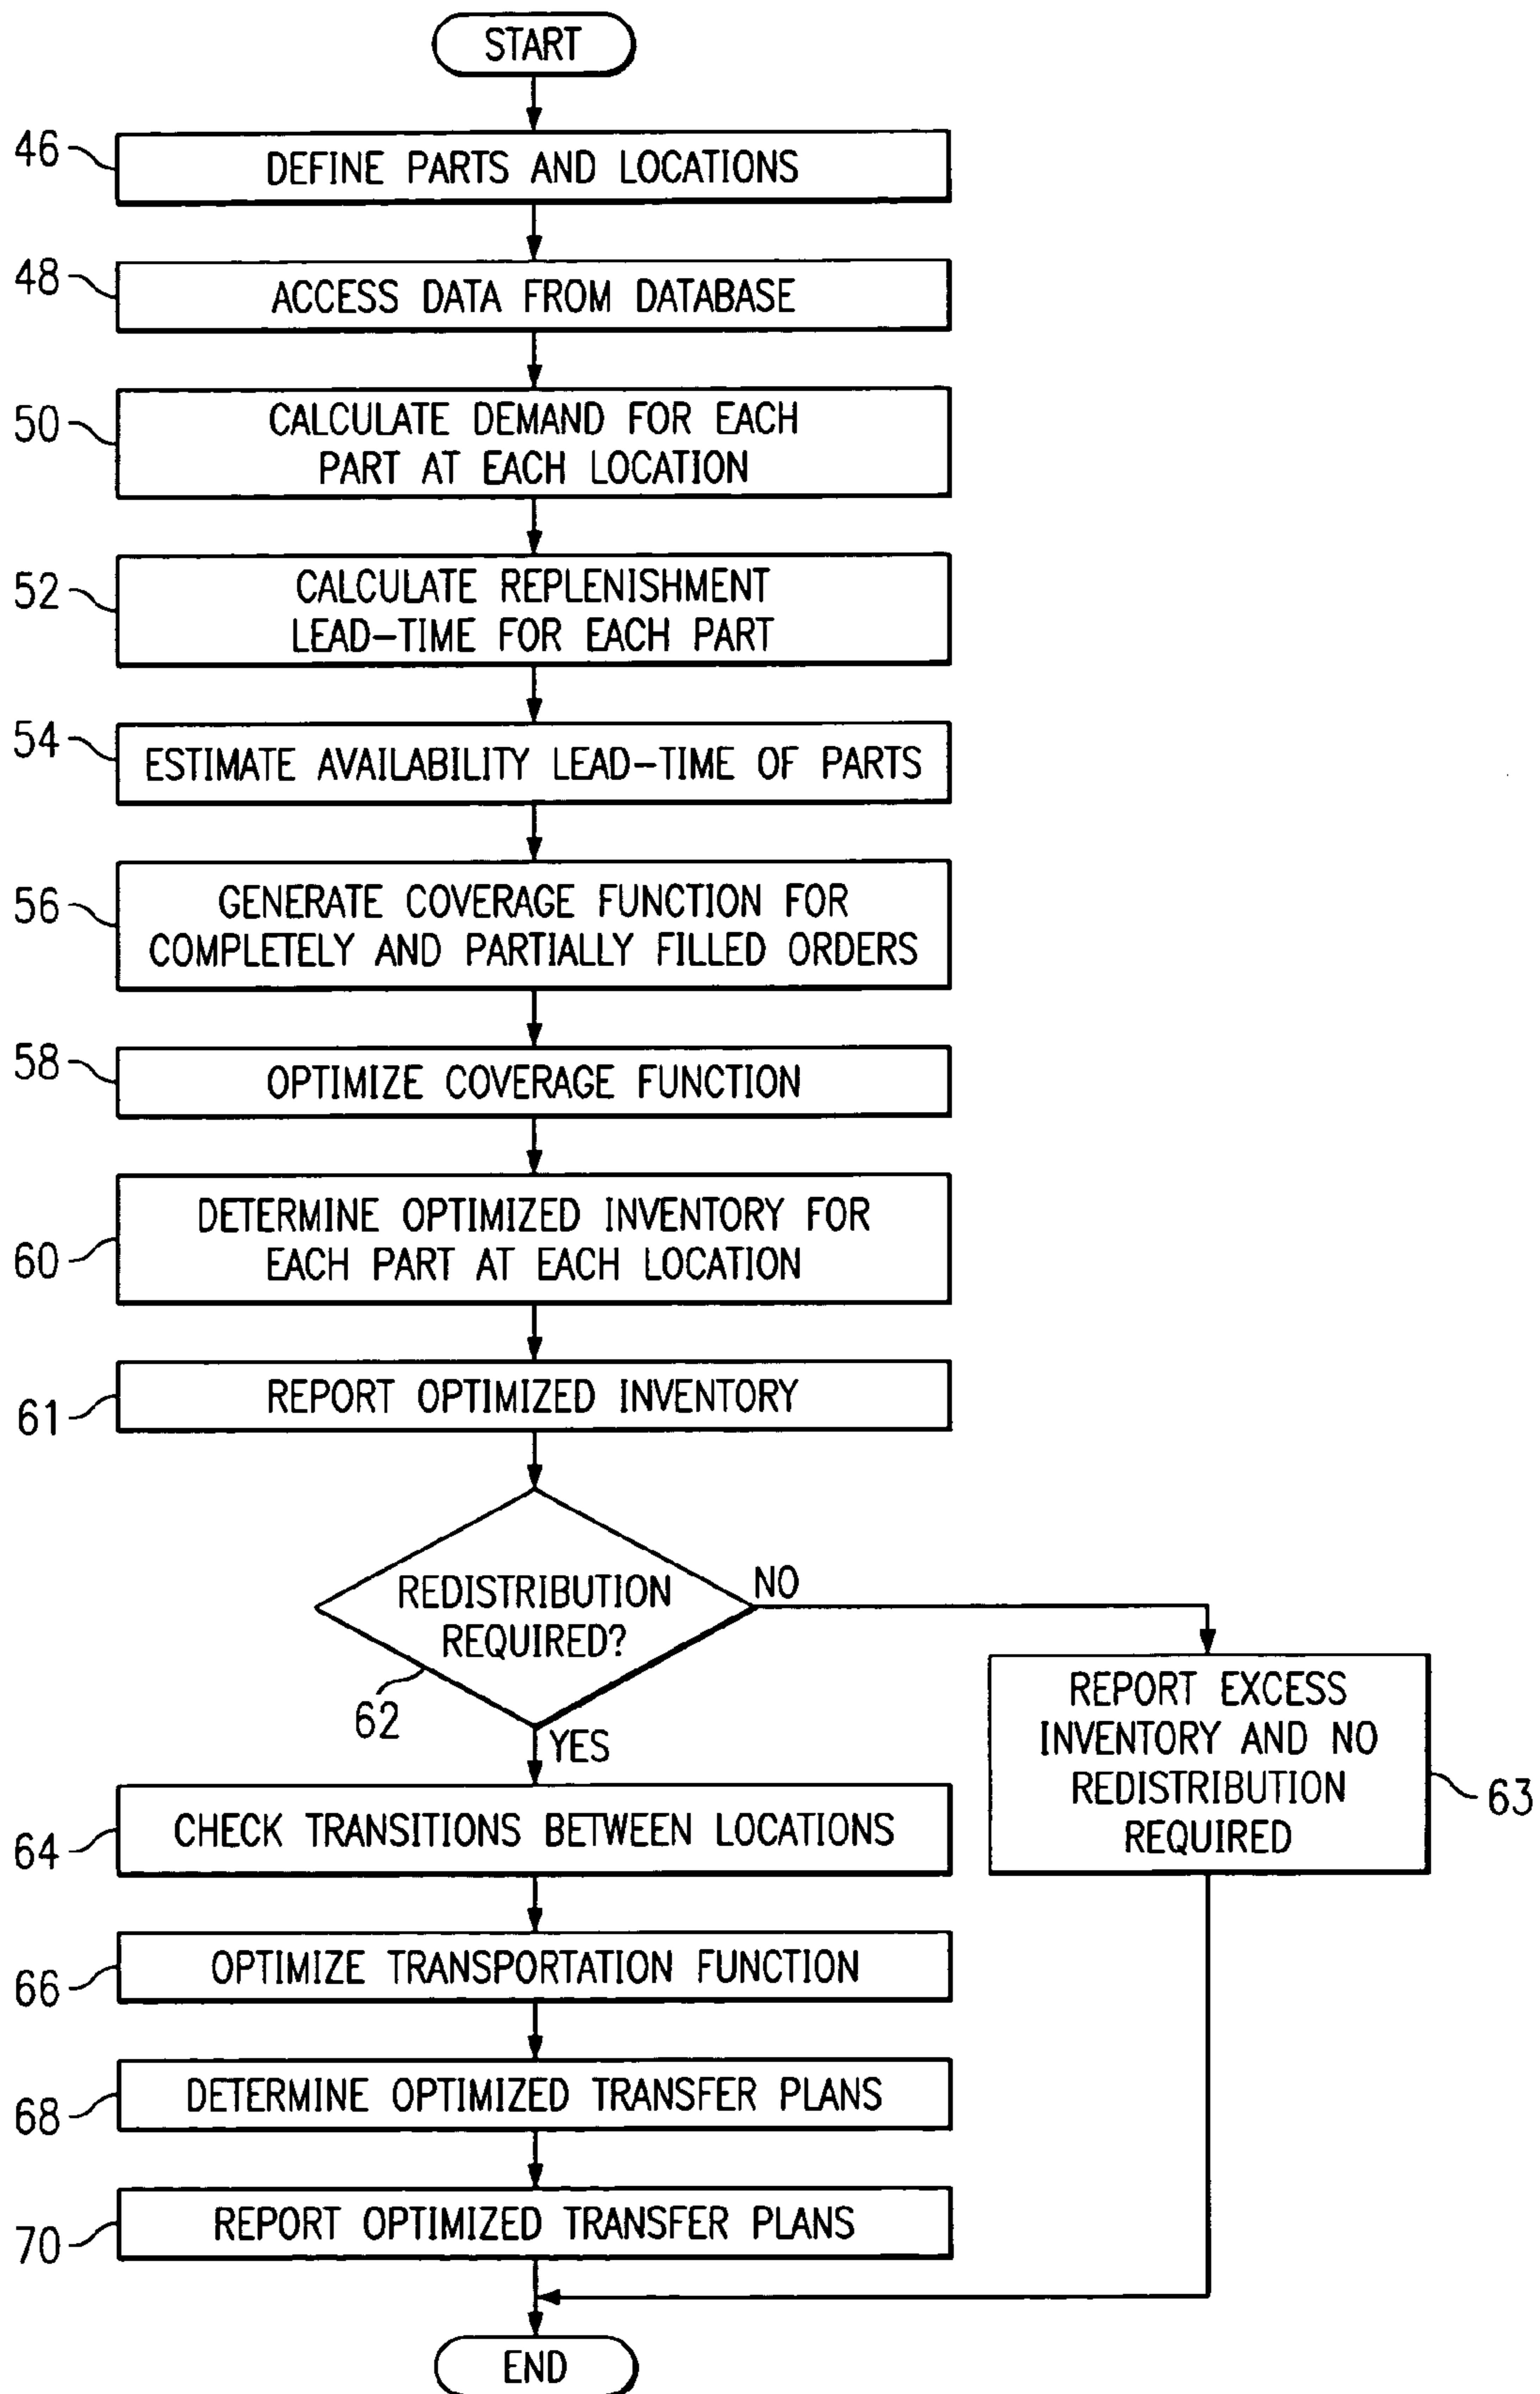 START
46
DEFINE PARTS AND LOCATIONS
48
ACCESS DATA FROM DATABASE
50
CALCULATE DEMAND FOR EACH
PART AT EACH LOCATION
52
CALCULATE REPLENISHMENT
LEAD-TIME FOR EACH PART
54
ESTIMATE AVAILABILITY LEAD-TIME OF PARTS
56
GENERATE COVERAGE FUNCTION FOR
COMPLETELY AND PARTIALLY FILLED ORDERS
58
OPTIMIZE COVERAGE FUNCTION
60
DETERMINE OPTIMIZED INVENTORY FOR
EACH PART AT EACH LOCATION
61
REPORT OPTIMIZED INVENTORY
REDISTRIBUTION
REQUIRED?
62
NO
YES
REPORT EXCESS
INVENTORY AND NO
REDISTRIBUTION
REQUIRED
63
64
CHECK TRANSITIONS BETWEEN LOCATIONS
66
OPTIMIZE TRANSPORTATION FUNCTION
68
DETERMINE OPTIMIZED TRANSFER PLANS
70
REPORT OPTIMIZED TRANSFER PLANS
END